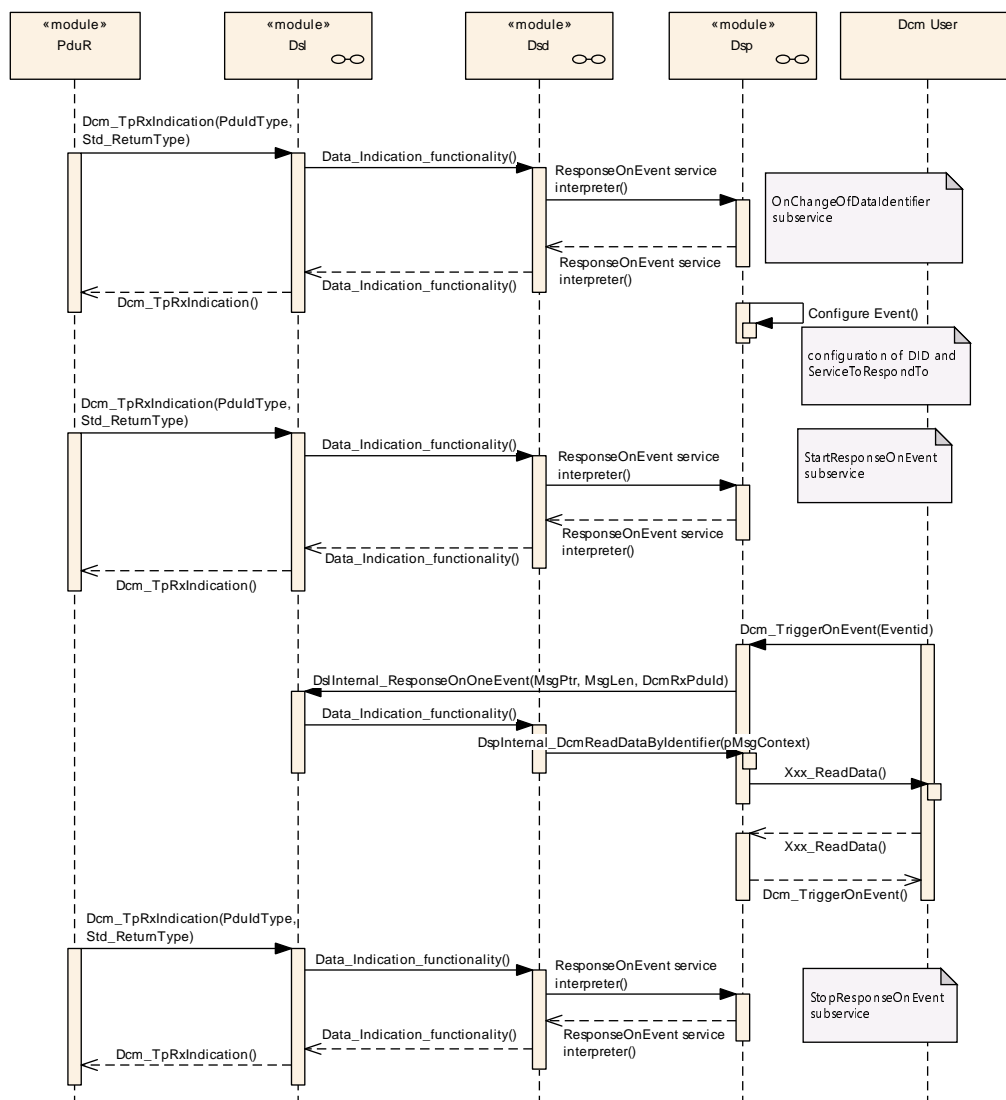 «module»
PduR
«module»
Dsl
«module»
Dsd
«module»
Dsp
Dcm User
Dcm_TpRxIndication(PduIdType,
Std_ReturnType)
Data_Indication_functionality()
ResponseOnEvent service
interpreter()
OnChangeOfDataIdentifier
subservice
ResponseOnEvent service
interpreter()
Data_Indication_functionality()
Dcm_TpRxIndication()
Configure Event()
configuration of DID and
ServiceToRespondTo
Dcm_TpRxIndication(PduIdType,
Std_ReturnType)
Data_Indication_functionality()
ResponseOnEvent service
interpreter()
StartResponseOnEvent
subservice
ResponseOnEvent service
interpreter()
Data_Indication_functionality()
Dcm_TpRxIndication()
Dcm_TriggerOnEvent(Eventid)
DslInternal_ResponseOnOneEvent(MsgPtr, MsgLen, DcmRxPduId)
Data_Indication_functionality()
DspInternal_DcmReadDataByIdentifier(pMsgContext)
Xxx_ReadData()
Xxx_ReadData()
Dcm_TriggerOnEvent()
Dcm_TpRxIndication(PduIdType,
Std_ReturnType)
Data_Indication_functionality()
ResponseOnEvent service
interpreter()
StopResponseOnEvent
subservice
ResponseOnEvent service
interpreter()
Data_Indication_functionality()
Dcm_TpRxIndication()